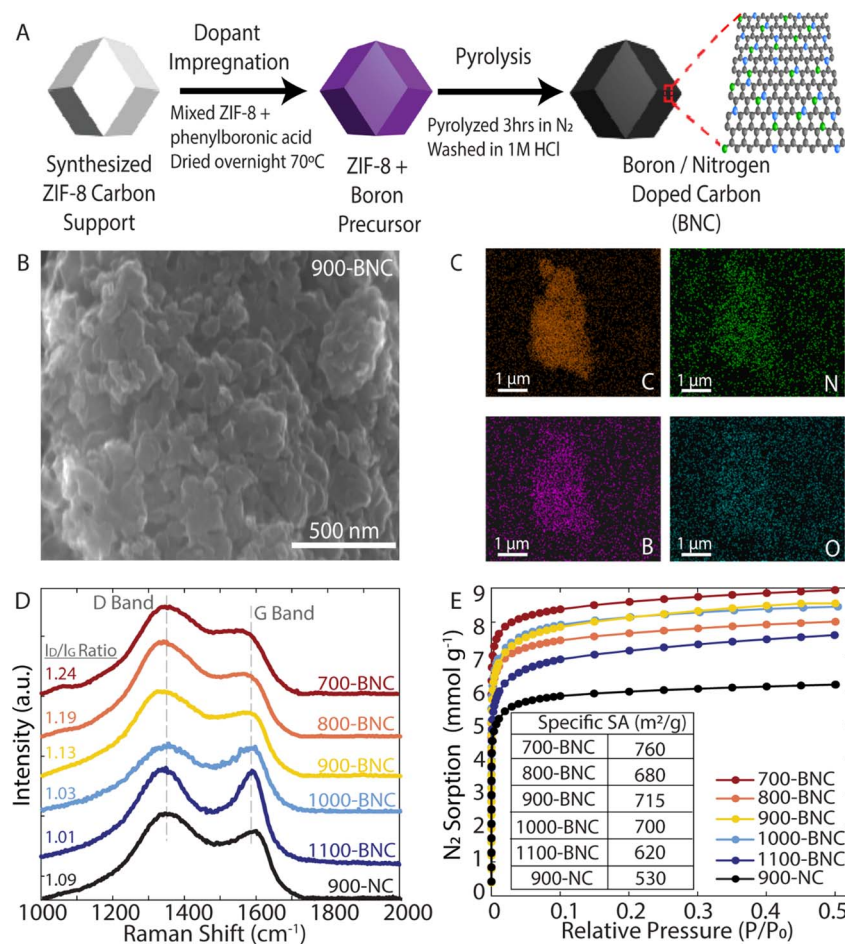 A
Dopant
Impregnation
Mixed ZIF-8 +
phenylboronic acid
Dried overnight 70ºC
Pyrolysis
Pyrolyzed 3hrs in N₂
Washed in 1M HCl
Synthesized
ZIF-8 Carbon
Support
ZIF-8 +
Boron
Precursor
Boron / Nitrogen
Doped Carbon
(BNC)
B
900-BNC
500 nm
C
1 µm
C
1 µm
N
1 µm
B
1 µm
O
D
D Band
G Band
I_D/I_G Ratio
1.24
700-BNC
1.19
800-BNC
1.13
900-BNC
1.03
1000-BNC
1.01
1100-BNC
1.09
900-NC
Intensity (a.u.)
1000 1200 1400 1600 1800 2000
Raman Shift (cm⁻¹)
E
9
8
7
6
5
4
3
2
1
0
N₂ Sorption (mmol g⁻¹)
Specific SA (m²/g)
700-BNC 760
800-BNC 680
900-BNC 715
1000-BNC 700
1100-BNC 620
900-NC 530
700-BNC
800-BNC
900-BNC
1000-BNC
1100-BNC
900-NC
0 0.1 0.2 0.3 0.4 0.5
Relative Pressure (P/P₀)